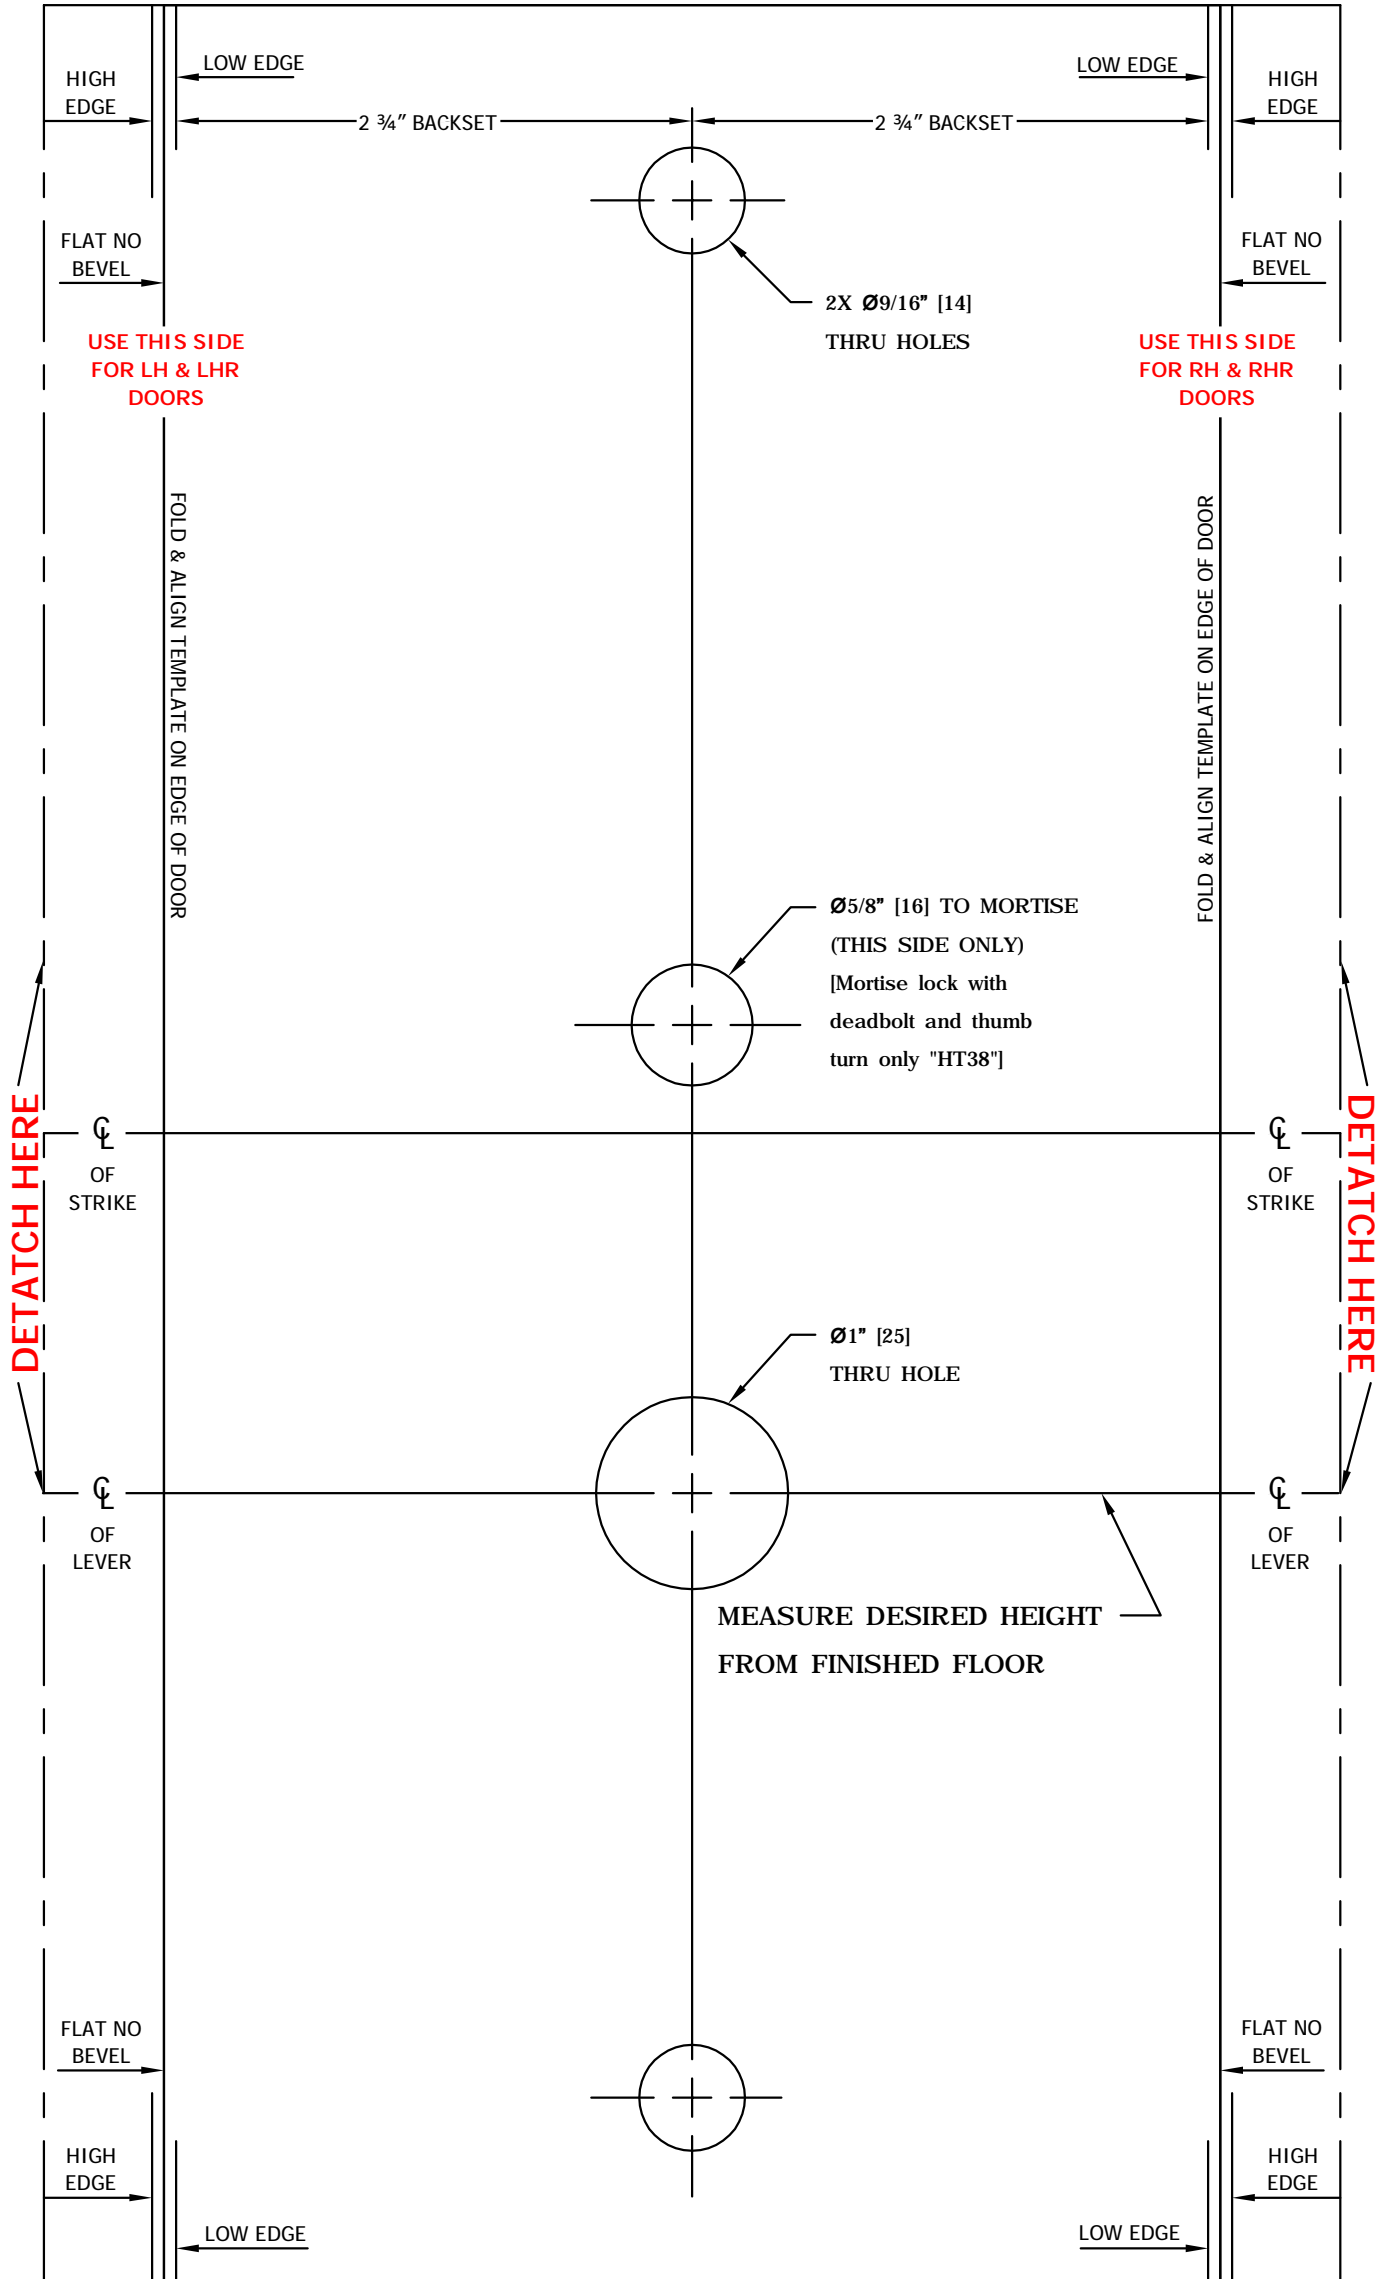 LOW EDGE
LOW EDGE
HIGH
EDGE
HIGH
EDGE
2 ¾" BACKSET
2 ¾" BACKSET
FLAT NO
BEVEL
FLAT NO
BEVEL
2X Ø9/16" [14]
THRU HOLES
USE THIS SIDE
FOR LH & LHR
DOORS
USE THIS SIDE
FOR RH & RHR
DOORS
FOLD & ALIGN TEMPLATE ON EDGE OF DOOR
FOLD & ALIGN TEMPLATE ON EDGE OF DOOR
Ø5/8" [16] TO MORTISE
(THIS SIDE ONLY)
[Mortise lock with
deadbolt and thumb
turn only "HT38"]
DETATCH HERE
DETATCH HERE
℄
OF
STRIKE
℄
OF
STRIKE
Ø1" [25]
THRU HOLE
℄
OF
LEVER
℄
OF
LEVER
MEASURE DESIRED HEIGHT
FROM FINISHED FLOOR
FLAT NO
BEVEL
FLAT NO
BEVEL
HIGH
EDGE
HIGH
EDGE
LOW EDGE
LOW EDGE